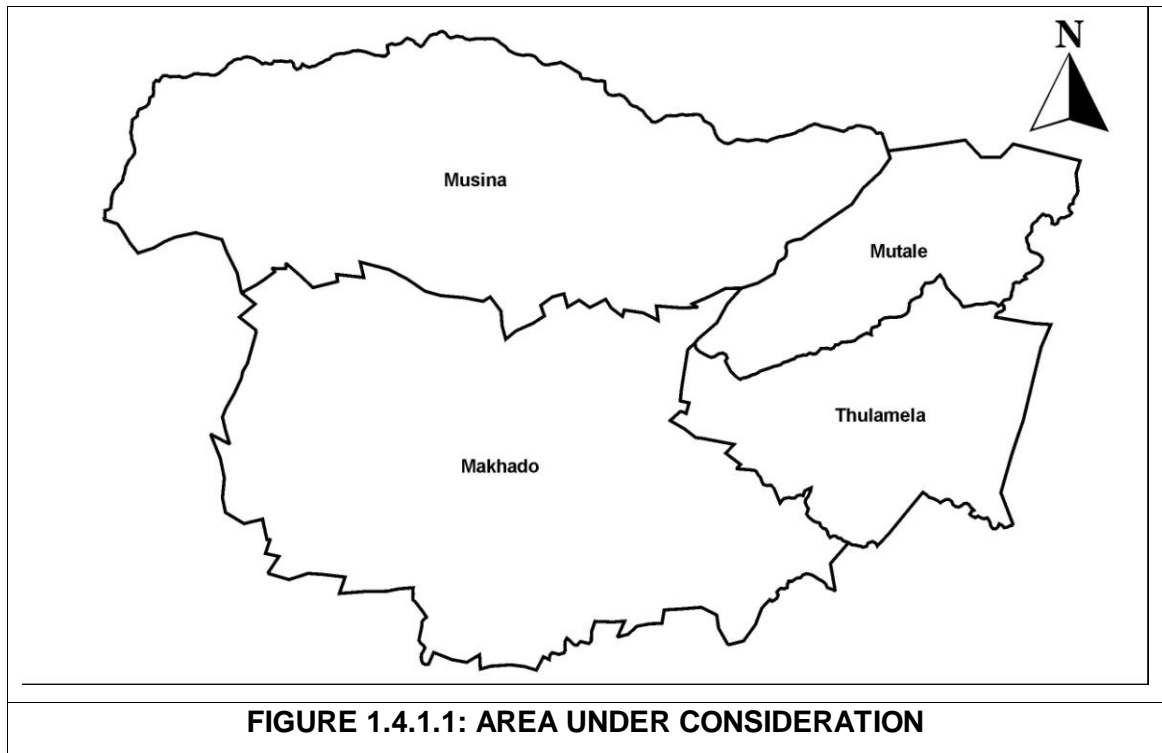 N
Musina
Mutale
Thulamela
Makhado
FIGURE 1.4.1.1: AREA UNDER CONSIDERATION